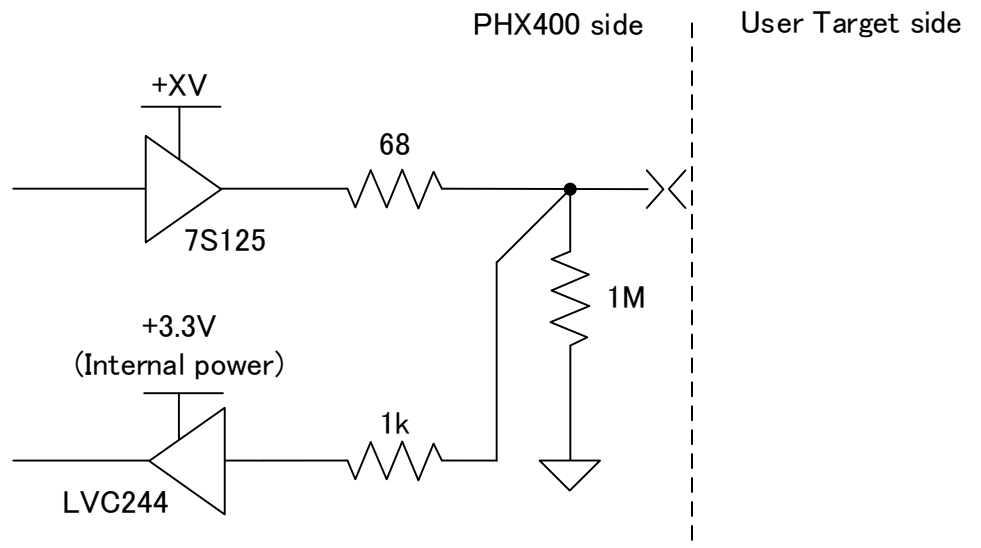 PHX400 side
User Target side
+XV
68
7S125
1M
+3.3V
(Internal power)
1k
LVC244